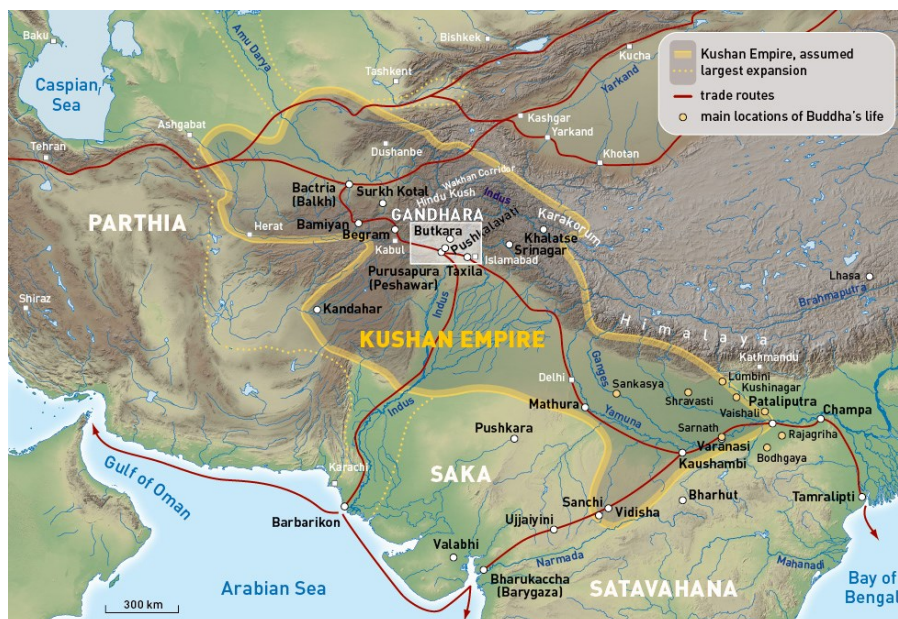 Baku
Caspian
Sea
Amu Darya
Bishkek
Tashkent
Kucha
Yarkand
Kushan Empire, assumed
largest expansion
trade routes
main locations of Buddha's life
Ashgabat
Tehran
Kashgar
Yarkand
Khotan
Dushanbe
Wakhan Corridor
Hindu Kush
Indus
Karakorum
Bactria
(Balkh)
Surkh Kotal
PARTHIA
GANDHARA
Bamiyan
Begram
Herat
Kabul
Butkara
Pushkalavati
Khalatse
Srinagar
Islamabad
Purusapura
(Peshawar)
Taxila
Lhasa
Brahmaputra
Shiraz
Kandahar
Indus
Himalaya
KUSHAN EMPIRE
Kathmandu
Delhi
Ganges
Sankasya
Lumbini
Kushinagar
Shravasti
Pataliputra
Vaishali
Champa
Mathura
Yamuna
Indus
Pushkara
Sarnath
Varanasi
Rajagriha
Kaushambi
Bodhgaya
Karachi
SAKA
Gulf of Oman
Barbarikon
Sanchi
Vidisha
Bharhut
Tamralipti
Ujjaiyini
Valabhi
Narmada
Mahanadi
Arabian Sea
Bharukaccha
(Barygaza)
SATAVAHANA
Bay of
Bengal
300 km